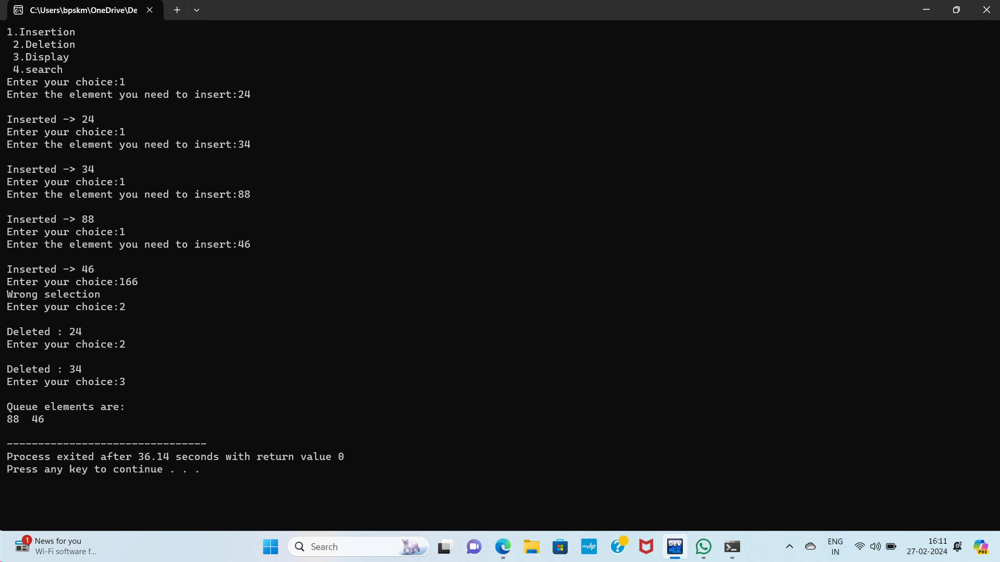 C:\Users\bpskm\OneDrive\De
1.Insertion
 2.Deletion
 3.Display
 4.search
Enter your choice:1
Enter the element you need to insert:24

Inserted -> 24
Enter your choice:1
Enter the element you need to insert:34

Inserted -> 34
Enter your choice:1
Enter the element you need to insert:88

Inserted -> 88
Enter your choice:1
Enter the element you need to insert:46

Inserted -> 46
Enter your choice:166
Wrong selection
Enter your choice:2

Deleted : 24
Enter your choice:2

Deleted : 34
Enter your choice:3

Queue elements are:
88  46

--------------------------------
Process exited after 36.14 seconds with return value 0
Press any key to continue . . .
1
News for you
Wi-Fi software f...
Search
myhp
DEV
C++
ENG
IN
16:11
27-02-2024
PRE